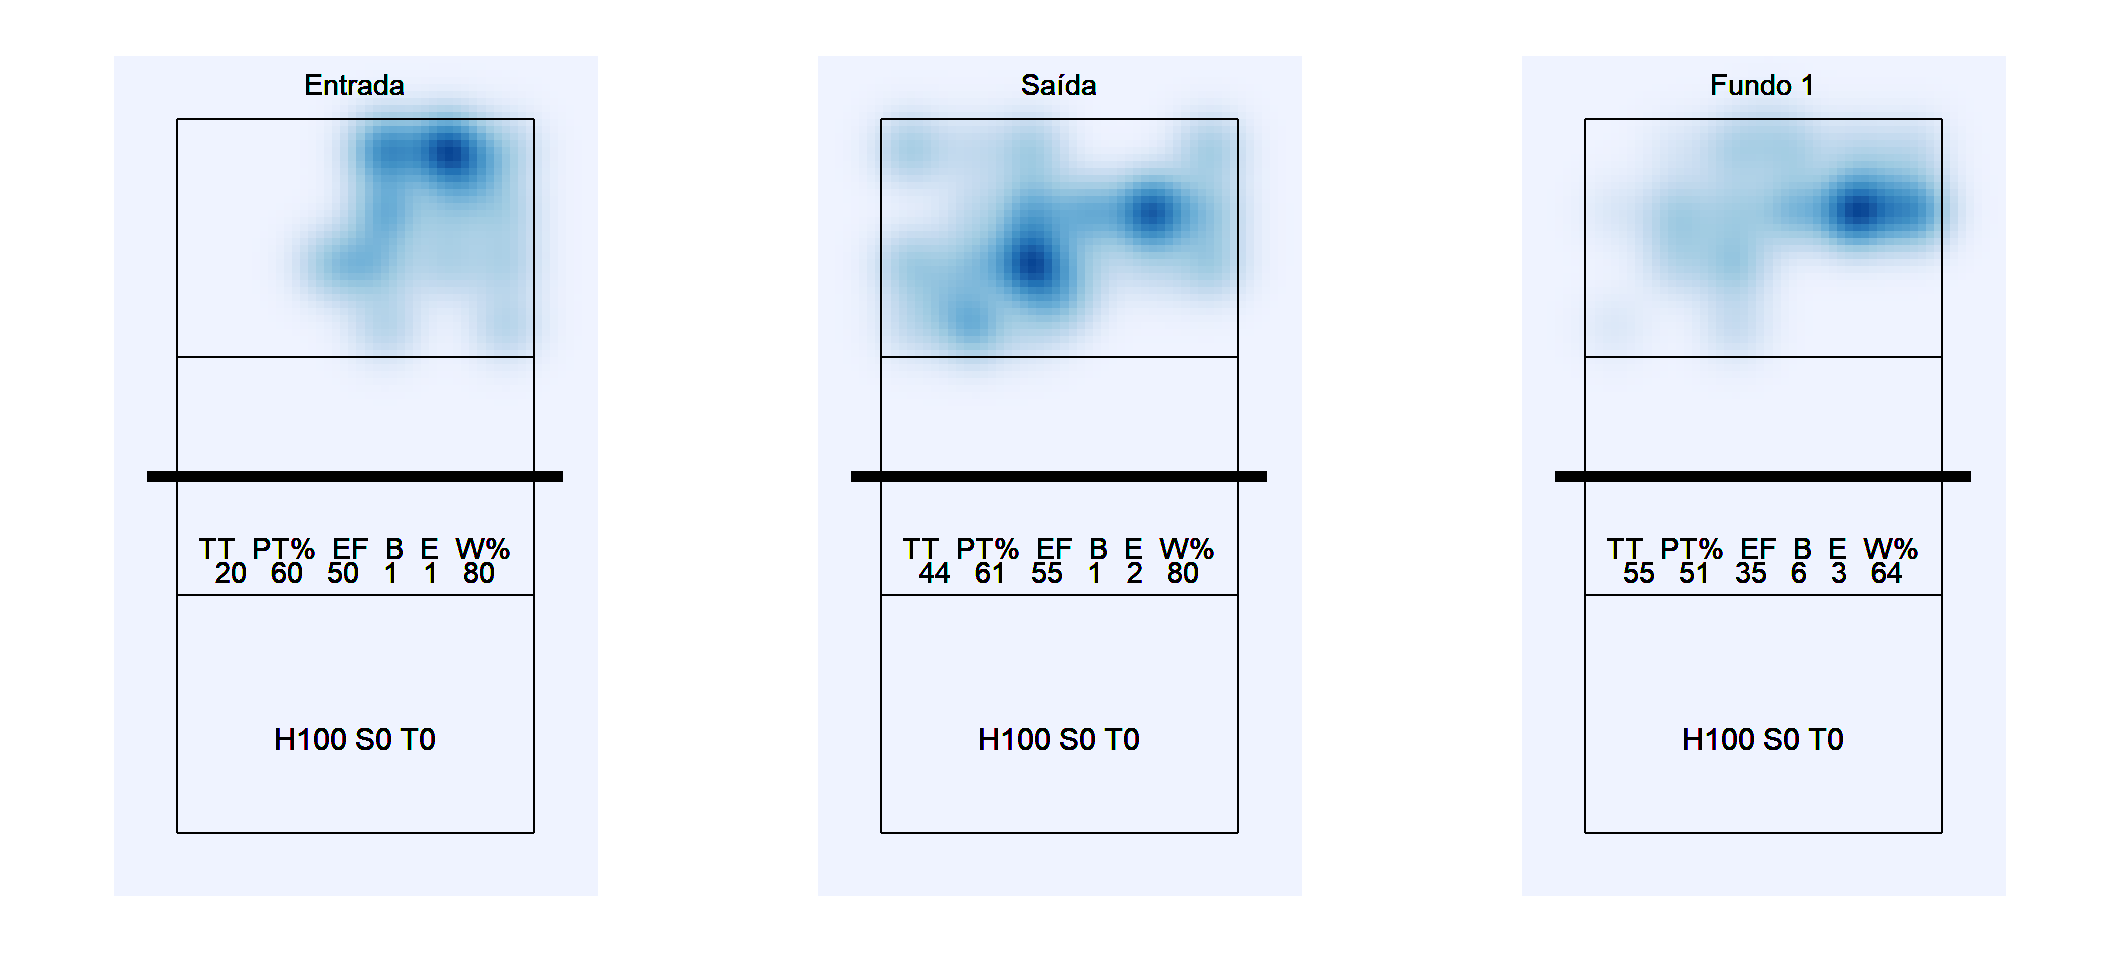 Entrada
TT PT% EF B E W%
20 60 50 1 1 80
H100 S0 T0
Saída
TT PT% EF B E W%
44 61 55 1 2 80
H100 S0 T0
Fundo 1
TT PT% EF B E W%
55 51 35 6 3 64
H100 S0 T0